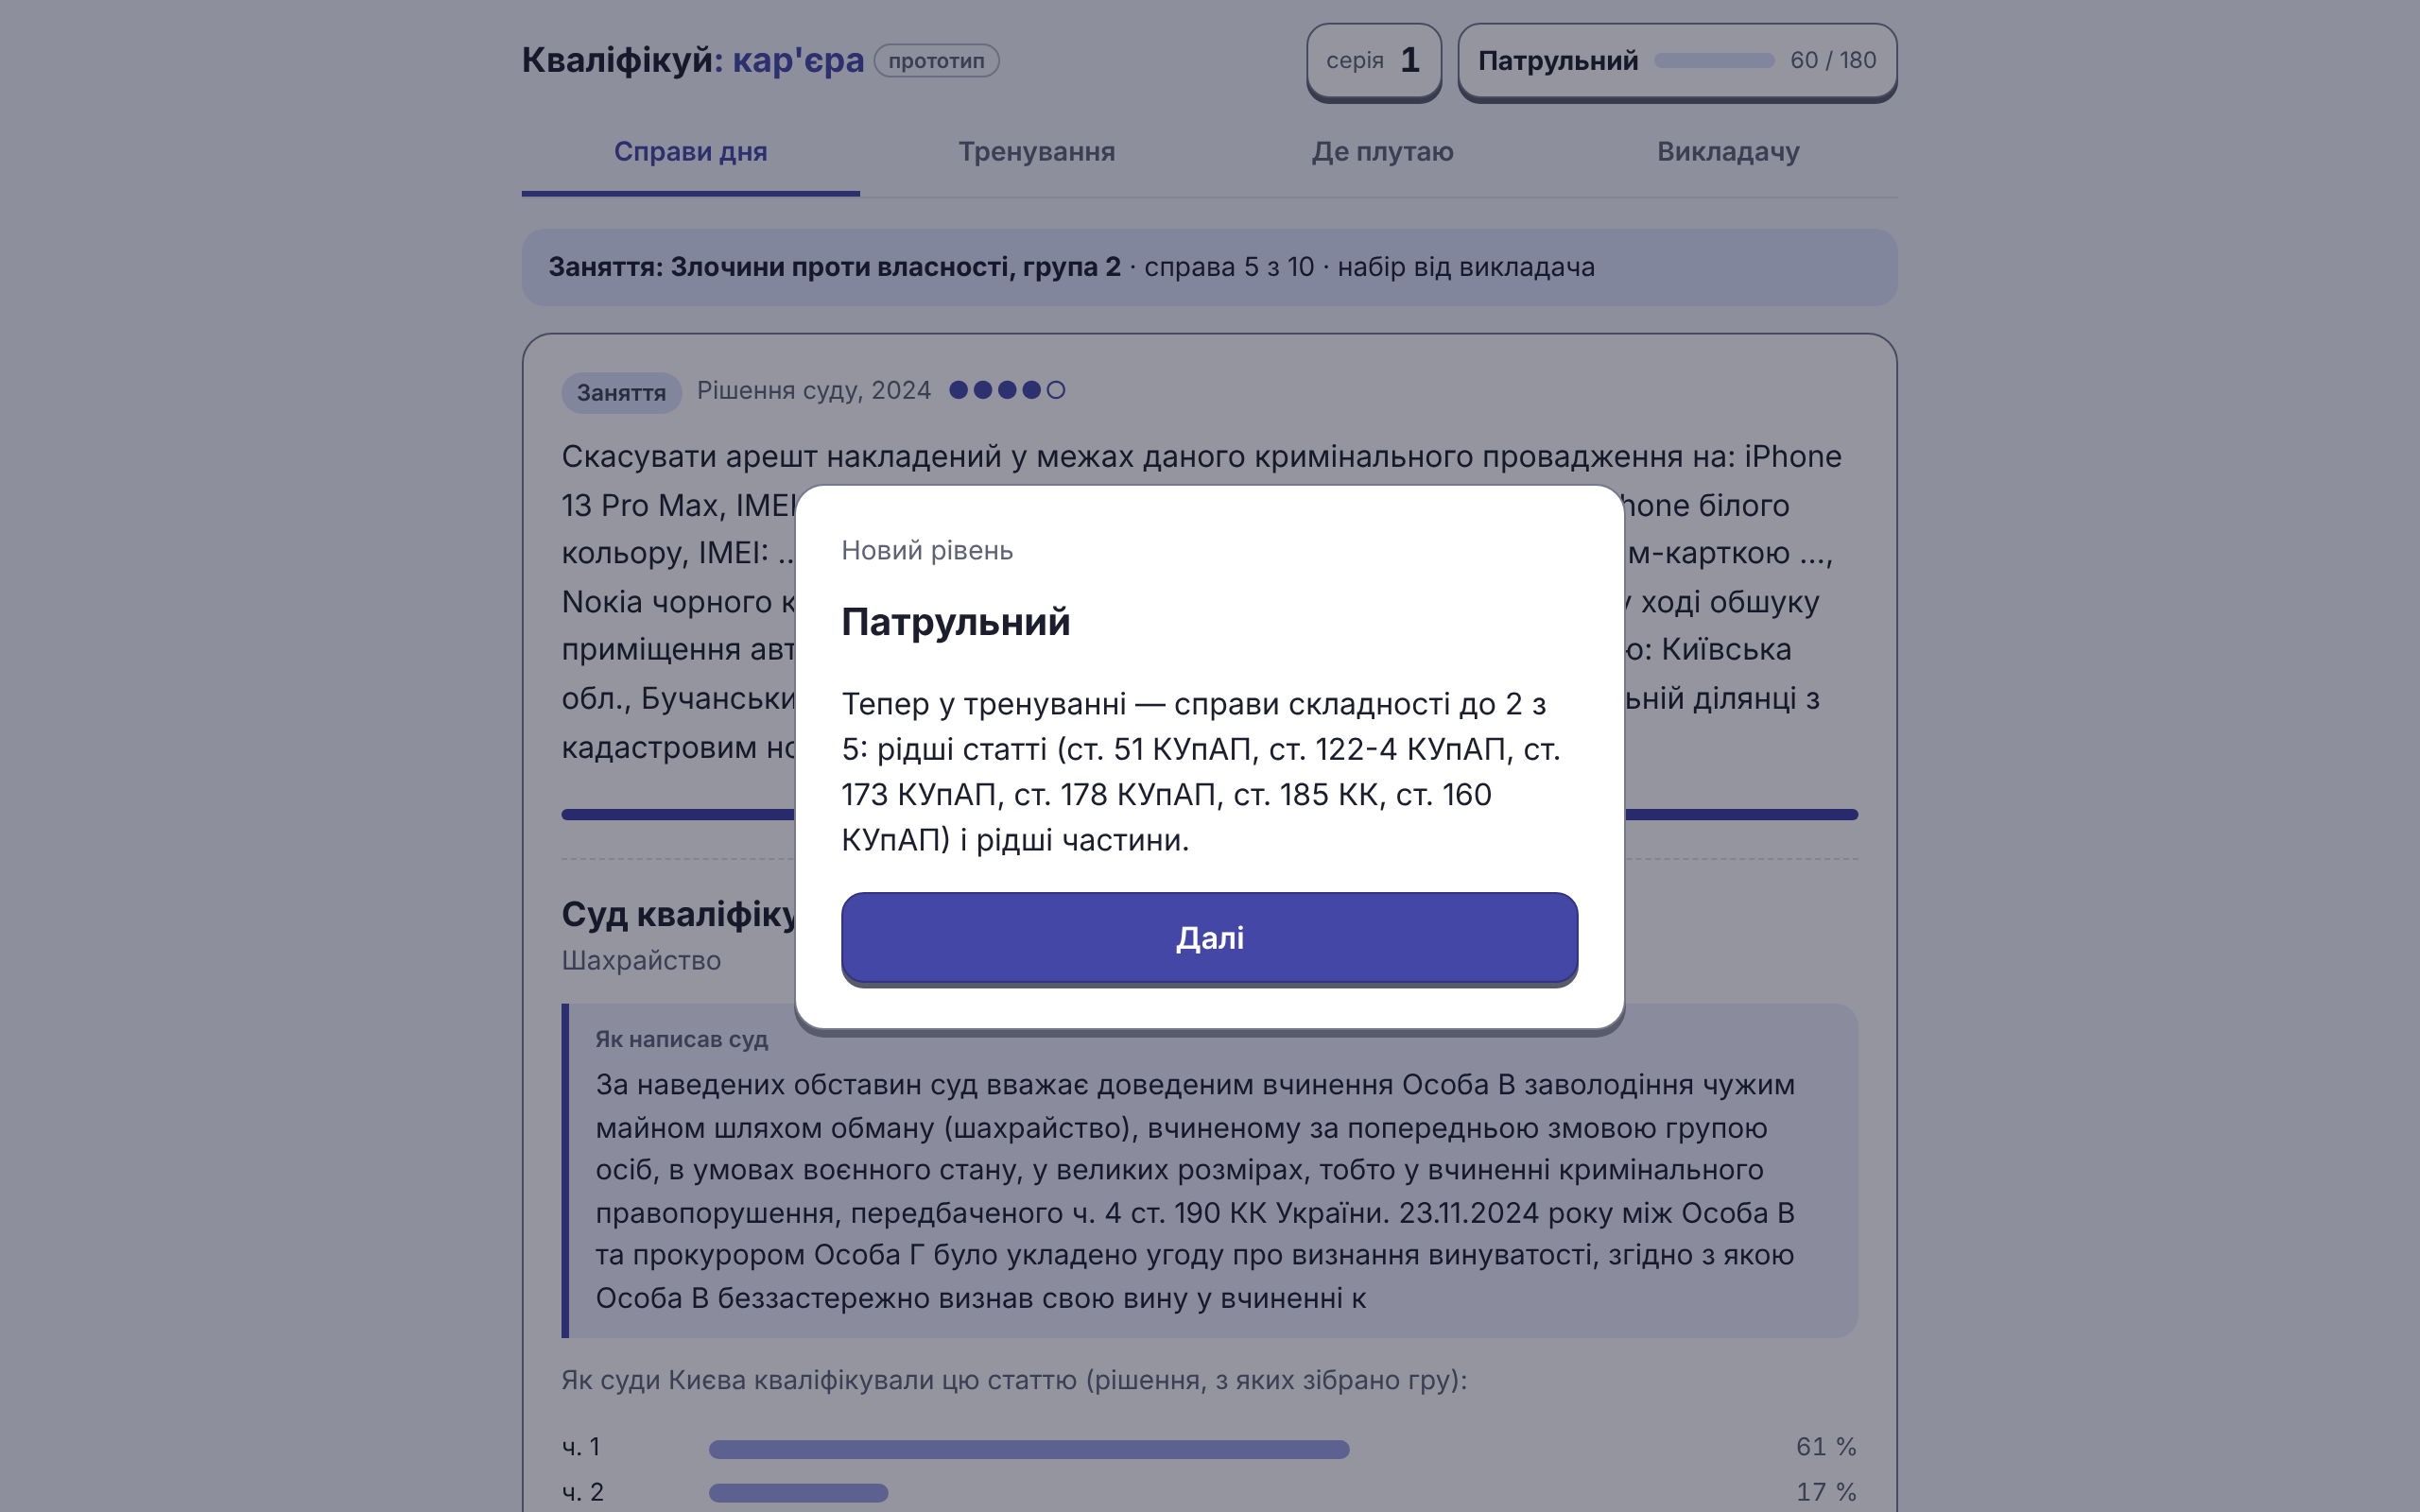 Кваліфікуй: кар'єра прототип
серія 1
Патрульний 60 / 180
Справи дня
Тренування
Де плутаю
Викладачу
Заняття: Злочини проти власності, група 2 · справа 5 з 10 · набір від викладача
Заняття Рішення суду, 2024
Скасувати арешт накладений у межах даного кримінального провадження на: iPhone
13 Pro Max, IMEI білого
кольору, IMEI: м-карткою ...,
Nokia чорного ході обшуку
приміщення Київська
обл., ділянці з
кадастровим
Новий рівень
Патрульний
Тепер у тренуванні — справи складності до 2 з
5: рідші статті (ст. 51 КУпАП, ст. 122-4 КУпАП, ст.
173 КУпАП, ст. 178 КУпАП, ст. 185 КК, ст. 160
КУпАП) і рідші частини.
Далі
Суд
Шахрайство
Як написав суд
За наведених обставин суд вважає доведеним вчинення Особа В заволодіння чужим
майном шляхом обману (шахрайство), вчиненому за попередньою змовою групою
осіб, в умовах воєнного стану, у великих розмірах, тобто у вчиненні кримінального
правопорушення, передбаченого ч. 4 ст. 190 КК України. 23.11.2024 року між Особа В
та прокурором Особа Г було укладено угоду про визнання винуватості, згідно з якою
Особа В беззастережно визнав свою вину у вчиненні к
Як суди Києва кваліфікували цю статтю (рішення, з яких зібрано гру):
ч. 1 61 %
ч. 2 17 %